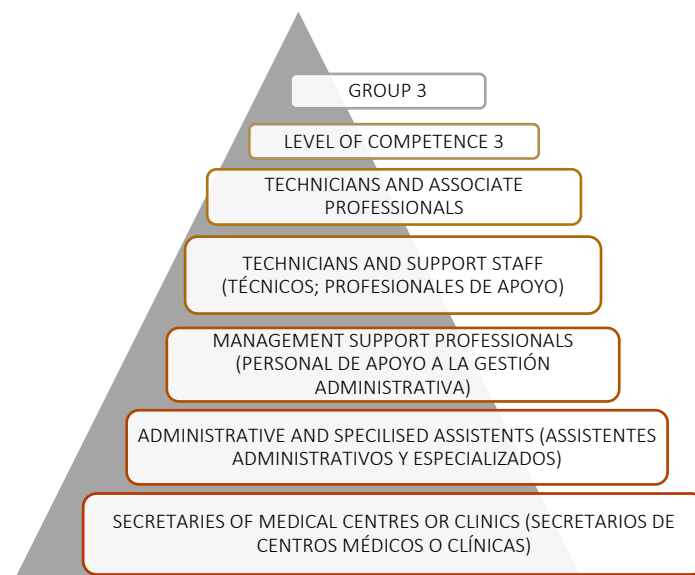 GROUP 3
LEVEL OF COMPETENCE 3
TECHNICIANS AND ASSOCIATE
PROFESSIONALS
TECHNICIANS AND SUPPORT STAFF
(TÉCNICOS; PROFESIONALES DE APOYO)
MANAGEMENT SUPPORT PROFESSIONALS
(PERSONAL DE APOYO A LA GESTIÓN
ADMINISTRATIVA)
ADMINISTRATIVE AND SPECILISED ASSISTENTS (ASSISTENTES
ADMINISTRATIVOS Y ESPECIALIZADOS)
SECRETARIES OF MEDICAL CENTRES OR CLINICS (SECRETARIOS DE
CENTROS MÉDICOS O CLÍNICAS)